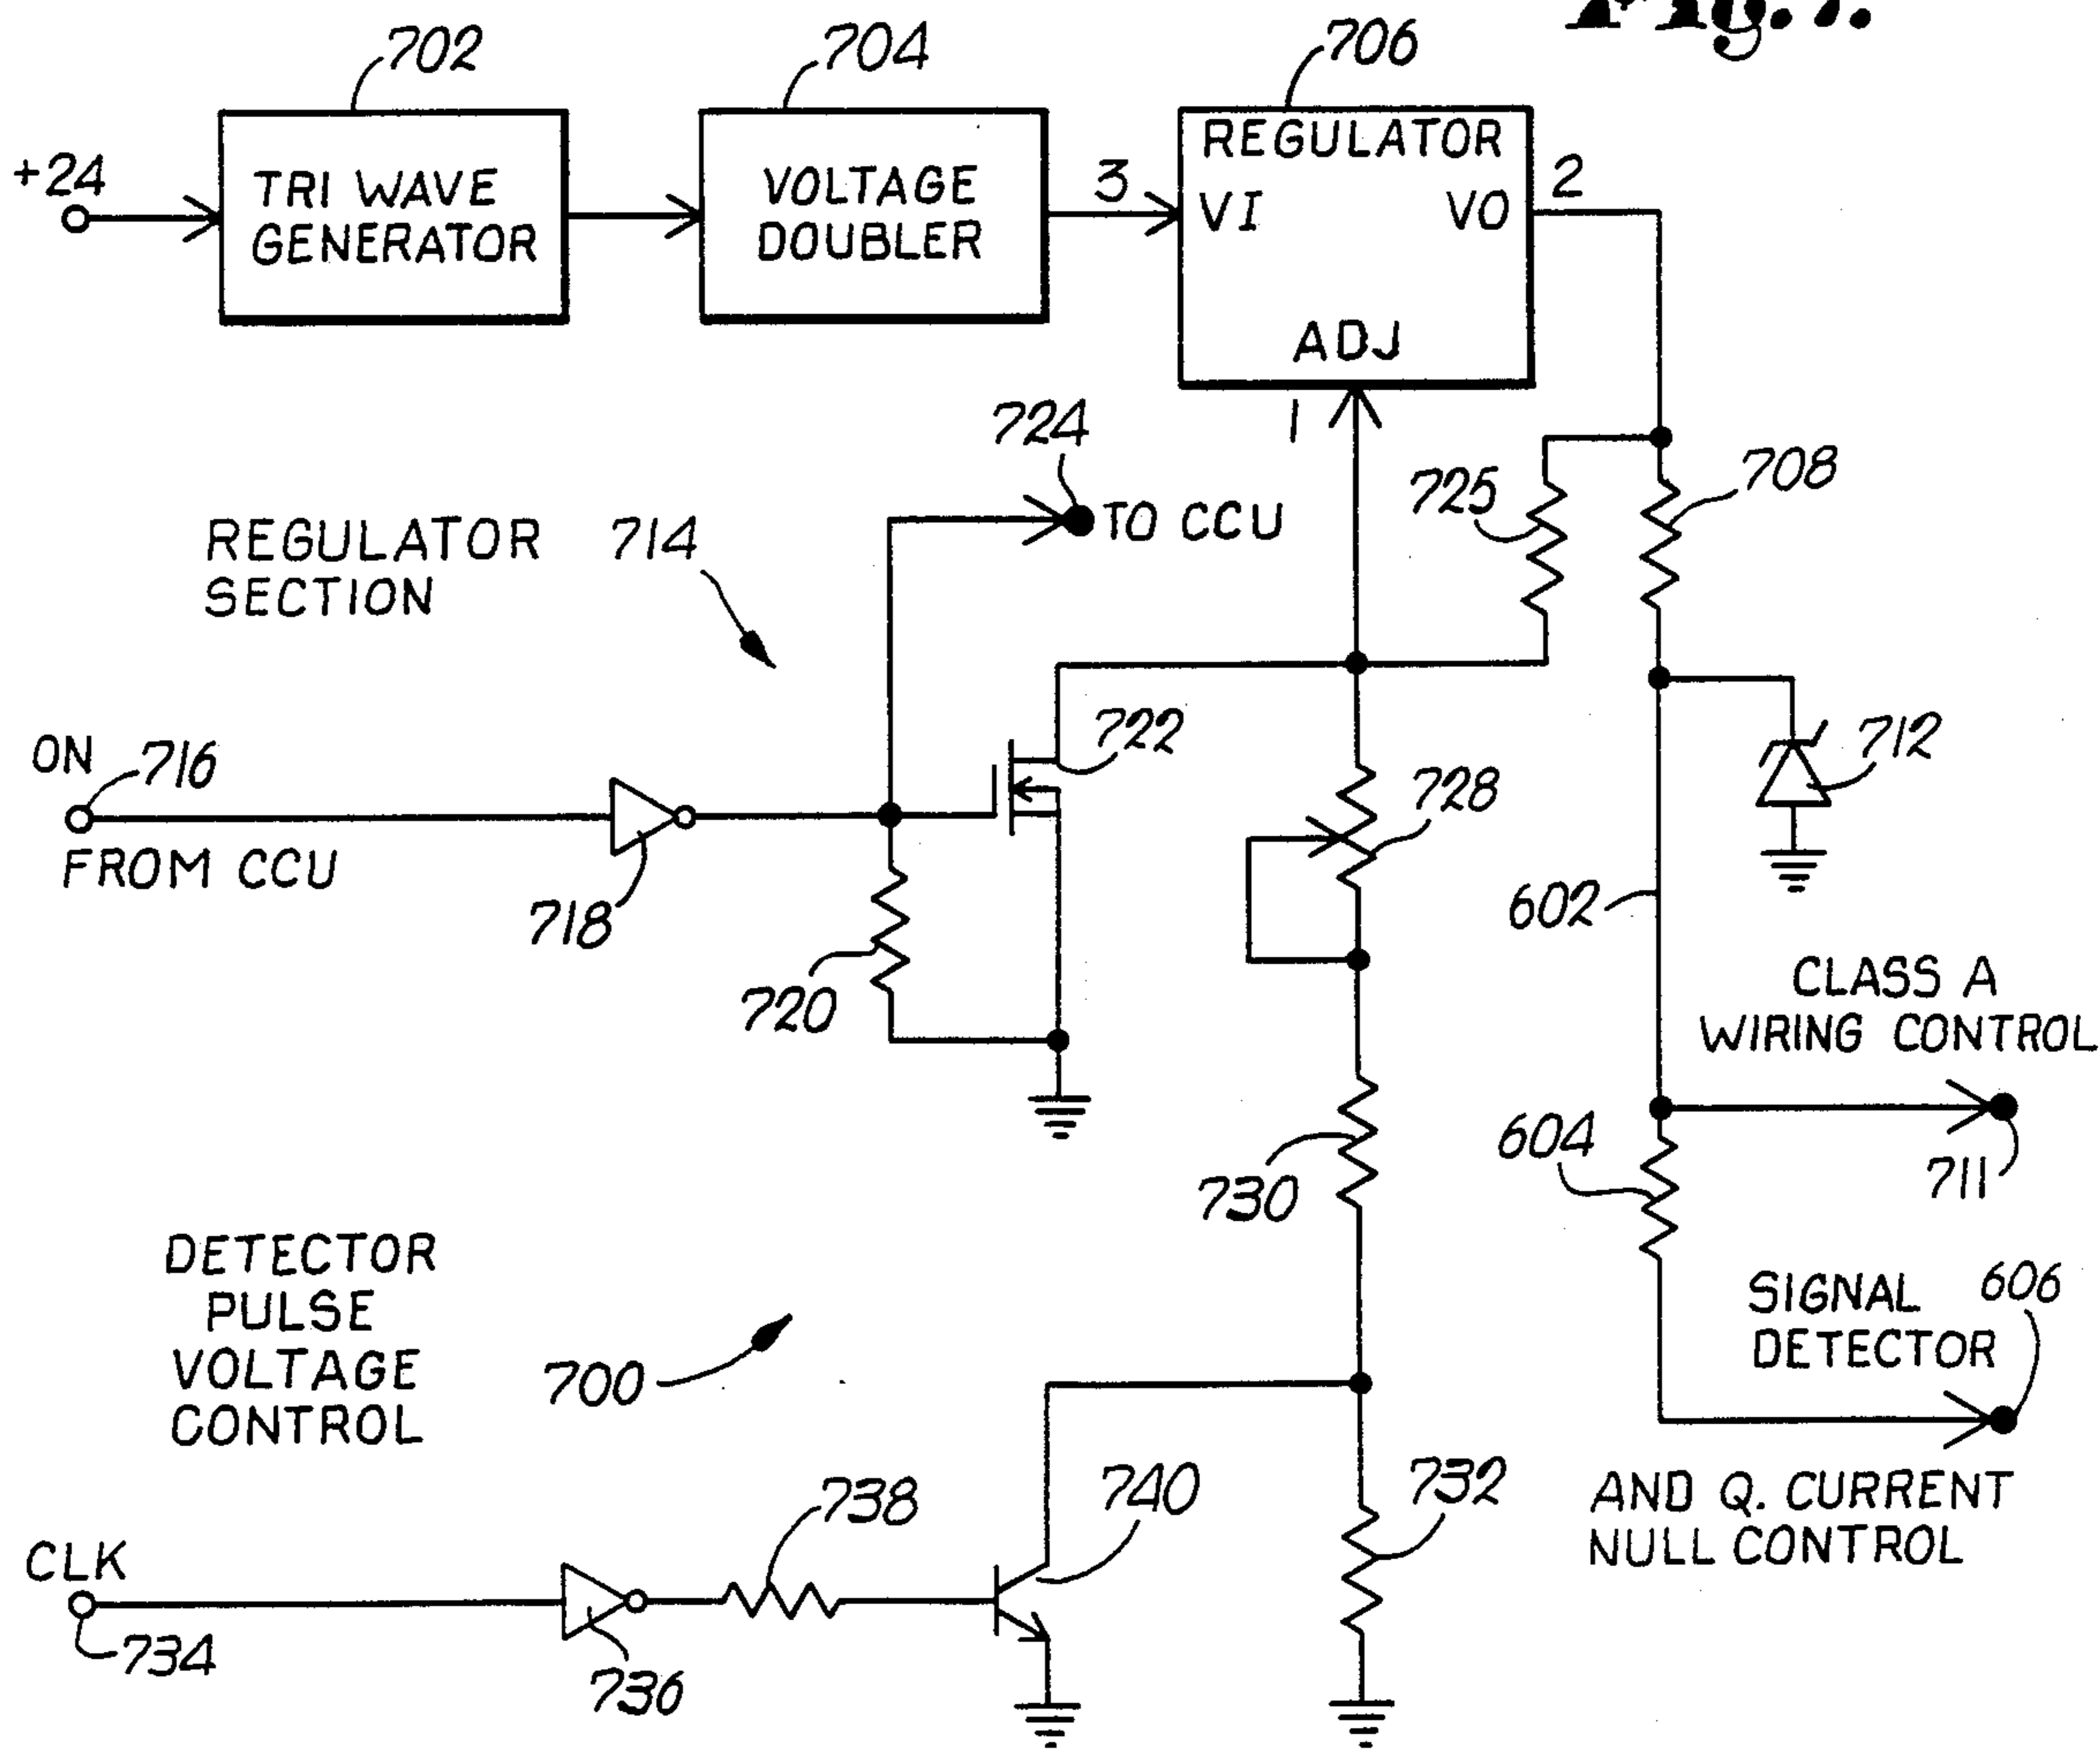 Fig. 7.
702
704
706
+24
TRI WAVE
GENERATOR
VOLTAGE
DOUBLER
3
REGULATOR
VI
VO
2
ADJ
1
724
TO CCU
725
708
REGULATOR
SECTION
714
ON
716
FROM CCU
718
722
728
712
720
602
CLASS A
WIRING CONTROL
604
711
730
DETECTOR
PULSE
VOLTAGE
CONTROL
700
SIGNAL
DETECTOR
606
AND Q. CURRENT
NULL CONTROL
738
740
732
CLK
734
736